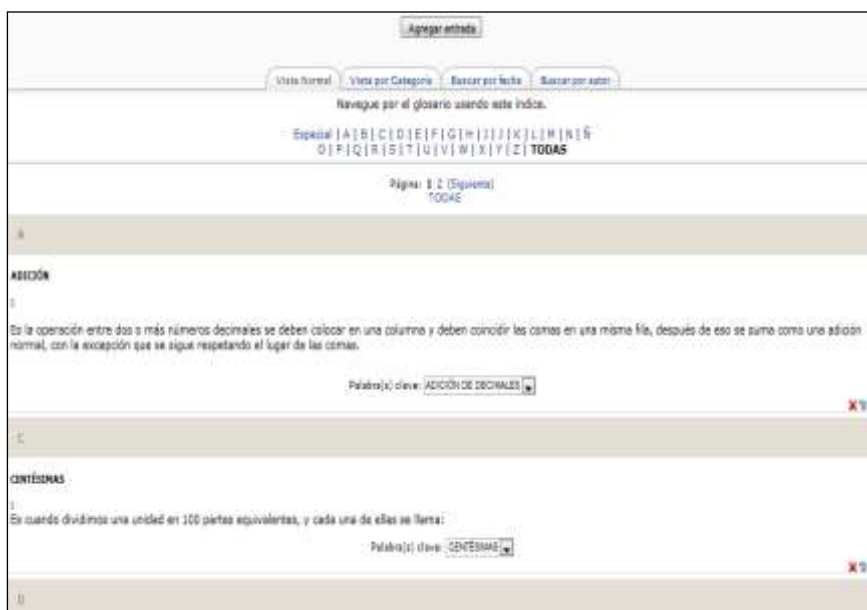 Agregar entrada
Vista Normal Vista por Categoría Buscar por fecha Buscar por autor
Navegue por el glosario usando este índice.
Especial | A | B | C | D | E | F | G | H | I | J | K | L | M | N | Ñ
O | P | Q | R | S | T | U | V | W | X | Y | Z | TODAS
Página: 1 2 (Siguiente)
TODAS
A
ADICIÓN
:
Es la operación entre dos o más números decimales se deben colocar en una columna y deben coincidir las comas en una misma fila, después de eso se suma como una adición
normal, con la excepción que se sigue respetando el lugar de las comas.
Palabra(s) clave: ADICIÓN DE DECIMALES
C
CENTÉSIMAS
:
Es cuando dividimos una unidad en 100 partes equivalentes, y cada una de ellas se llama:
Palabra(s) clave: CENTÉSIMAS
D